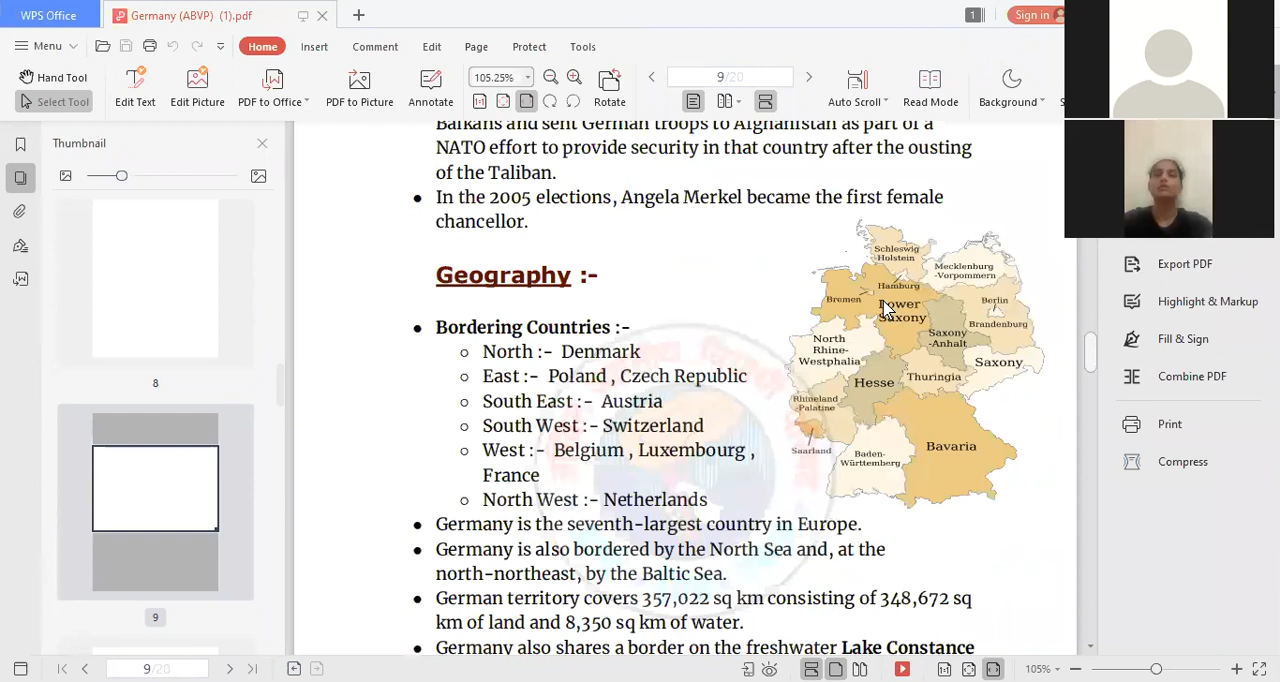 WPS Office
Germany (ABVP) (1).pdf
1
Sign in
Menu
Home
Insert
Comment
Edit
Page
Protect
Tools
Hand Tool
Select Tool
Edit Text
Edit Picture
PDF to Office
PDF to Picture
Annotate
105.25%
Rotate
9/20
Auto Scroll
Read Mode
Background
Thumbnail
8
9
Balkans and sent German troops to Afghanistan as part of a
NATO effort to provide security in that country after the ousting
of the Taliban.
• In the 2005 elections, Angela Merkel became the first female
chancellor.
Geography :-
• Bordering Countries :-
○ North :- Denmark
○ East :- Poland , Czech Republic
○ South East :- Austria
○ South West :- Switzerland
○ West :- Belgium , Luxembourg ,
France
○ North West :- Netherlands
• Germany is the seventh-largest country in Europe.
• Germany is also bordered by the North Sea and, at the
north-northeast, by the Baltic Sea.
• German territory covers 357,022 sq km consisting of 348,672 sq
km of land and 8,350 sq km of water.
• Germany also shares a border on the freshwater Lake Constance
Schleswig
Holstein
Mecklenburg
-Vorpommern
Hamburg
Bremen
Lower
Saxony
Berlin
Brandenburg
Saxony
-Anhalt
North
Rhine-
Westphalia
Saxony
Hesse
Thuringia
Rhineland
-Palatine
Saarland
Bavaria
Baden-
Württemberg
Export PDF
Highlight & Markup
Fill & Sign
Combine PDF
Print
Compress
9/20
105%